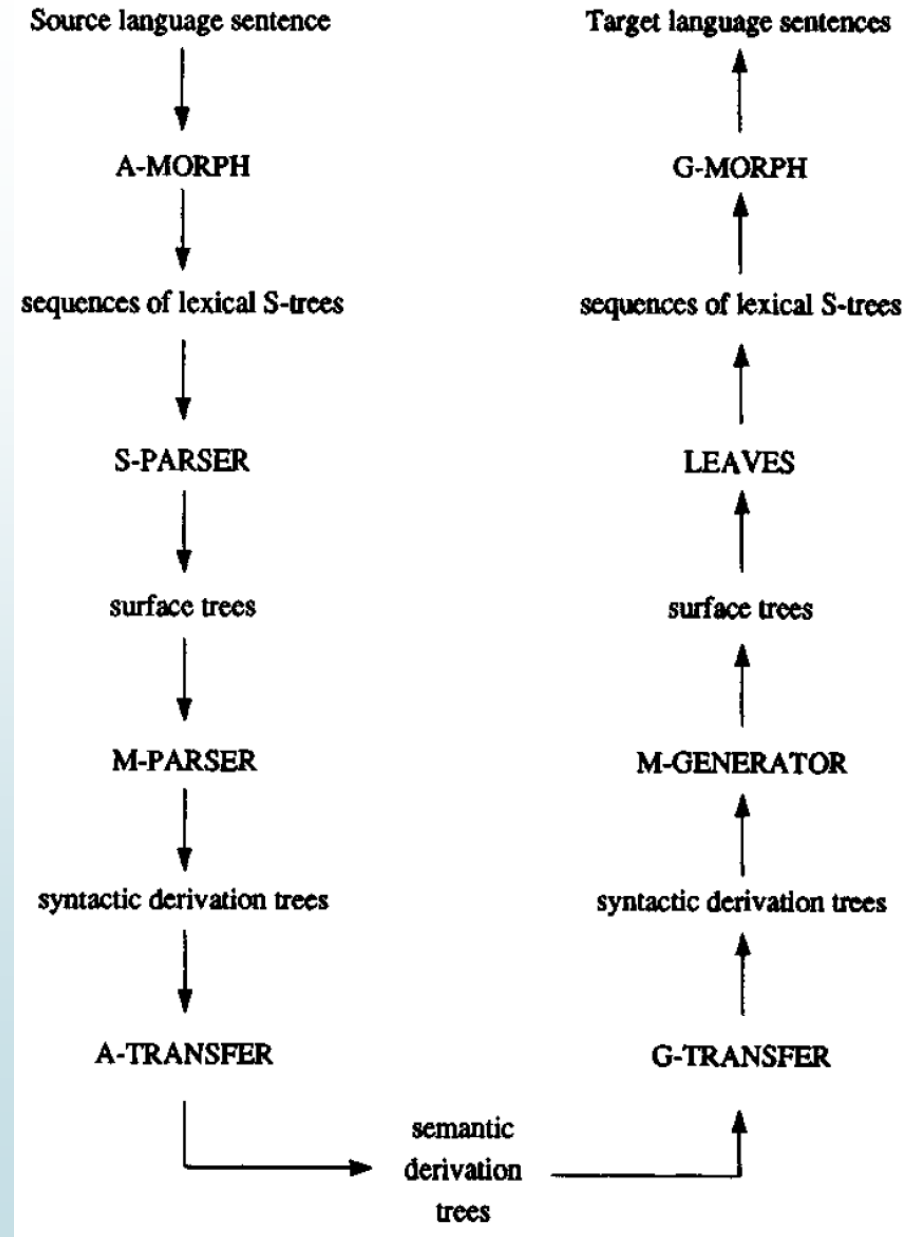 Source language sentence
A-MORPH
sequences of lexical S-trees
S-PARSER
surface trees
M-PARSER
syntactic derivation trees
A-TRANSFER
semantic
derivation
trees
G-TRANSFER
syntactic derivation trees
M-GENERATOR
surface trees
LEAVES
sequences of lexical S-trees
G-MORPH
Target language sentences